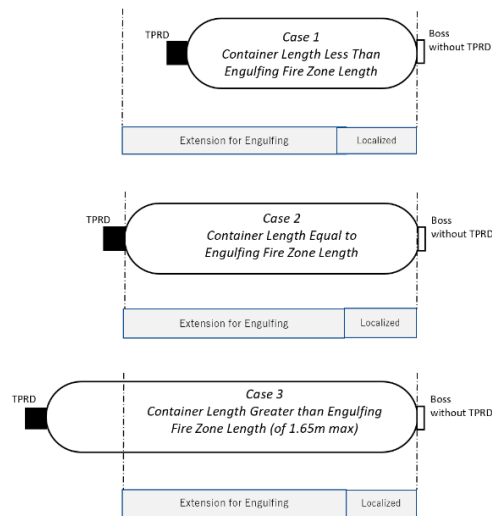 TPRD
Case 1
Container Length Less Than
Engulfing Fire Zone Length
Boss
without TPRD
Extension for Engulfing
Localized
TPRD
Case 2
Container Length Equal to
Engulfing Fire Zone Length
Boss
without TPRD
Extension for Engulfing
Localized
TPRD
Case 3
Container Length Greater than Engulfing
Fire Zone Length (of 1.65m max)
Boss
without TPRD
Extension for Engulfing
Localized